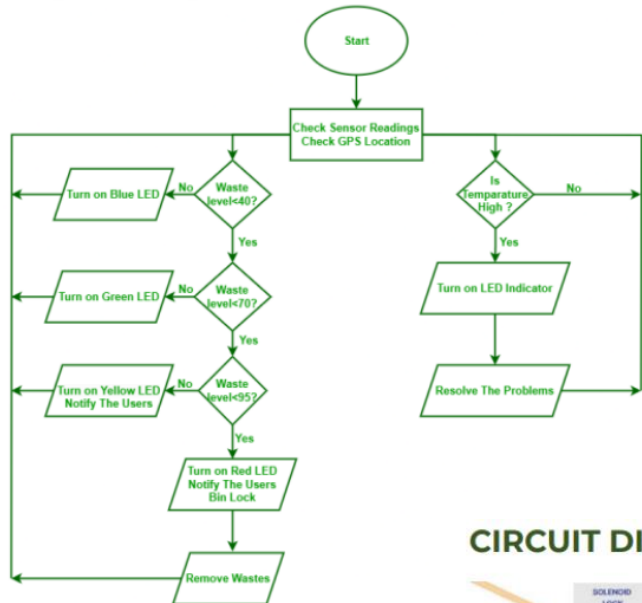 Start
Check Sensor Readings
Check GPS Location
Turn on Blue LED
No
Waste
level<40?
Yes
Is
Temparature
High ?
No
Yes
Turn on Green LED
No
Waste
level<70?
Yes
Turn on LED Indicator
Turn on Yellow LED
Notify The Users
No
Waste
level<95?
Yes
Resolve The Problems
Turn on Red LED
Notify The Users
Bin Lock
Remove Wastes
CIRCUIT DI
SOLENOID
LOCK